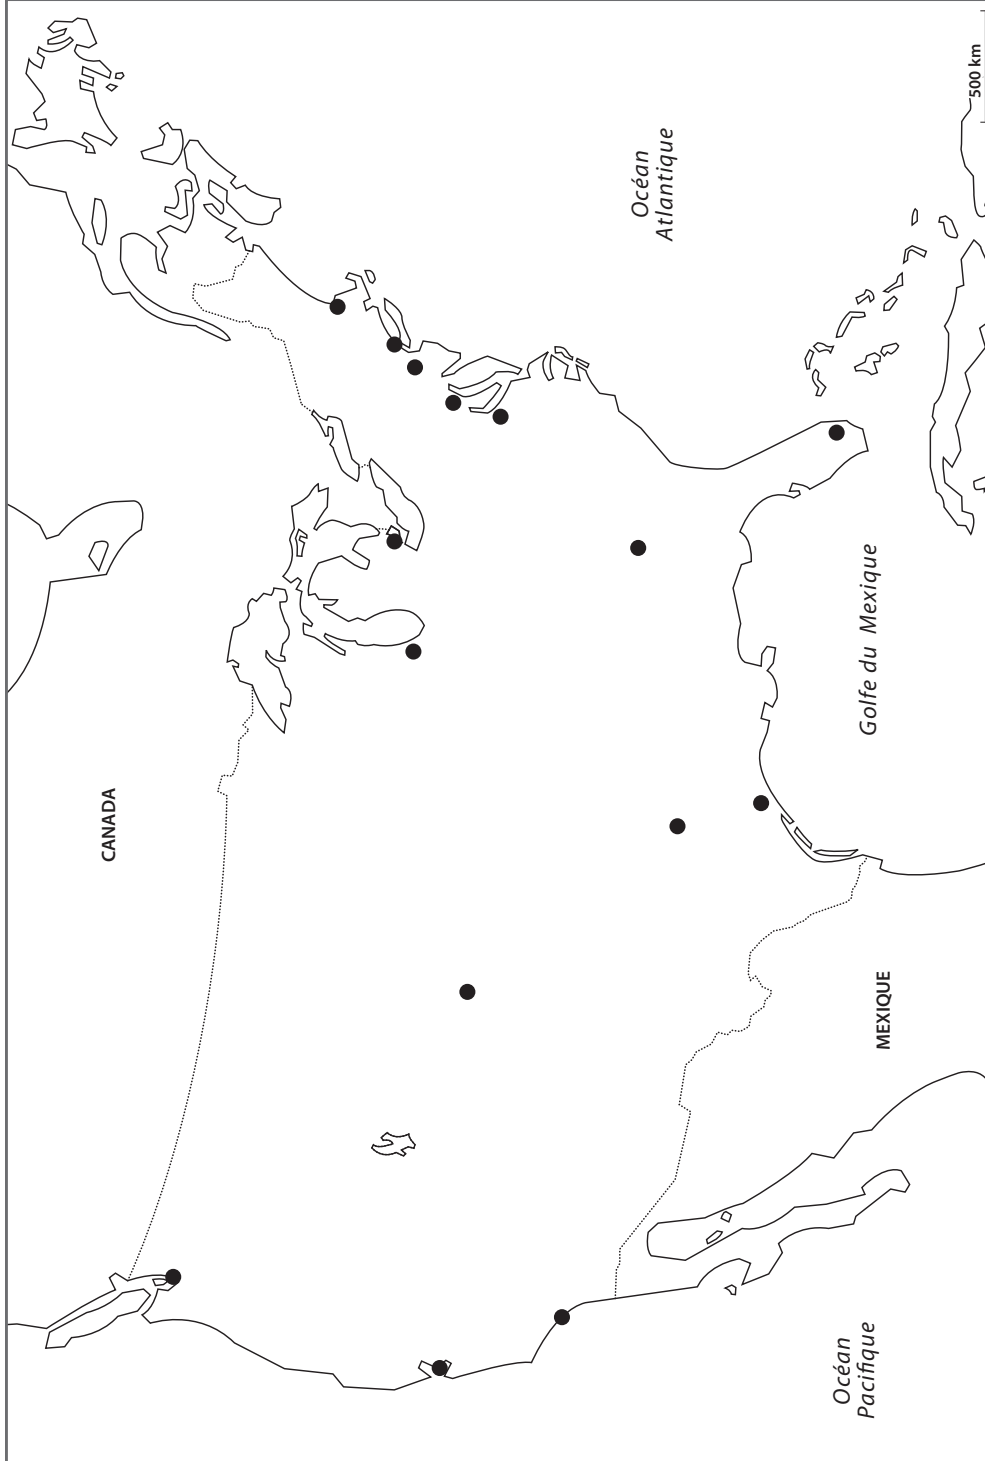 CANADA
Océan
Atlantique
Golfe du Mexique
MEXIQUE
Océan
Pacifique
500 km